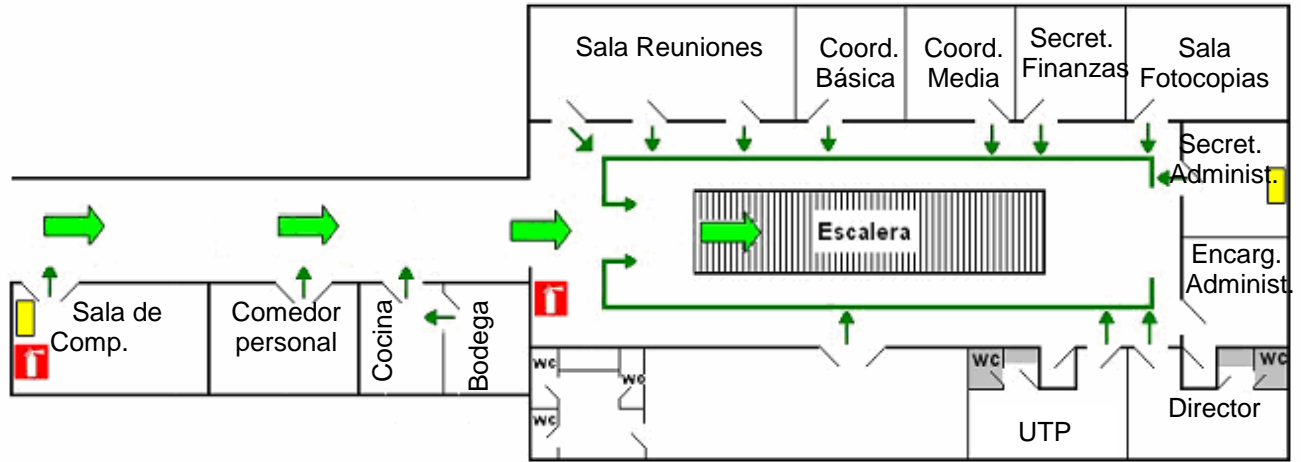 Sala Reuniones
Coord.
Básica
Coord.
Media
Secret.
Finanzas
Sala
Fotocopias
Secret.
Administ.
Escalera
Encarg.
Administ.
Sala de
Comp.
Comedor
personal
Cocina
Bodega
WC
WC
WC
WC
WC
UTP
Director